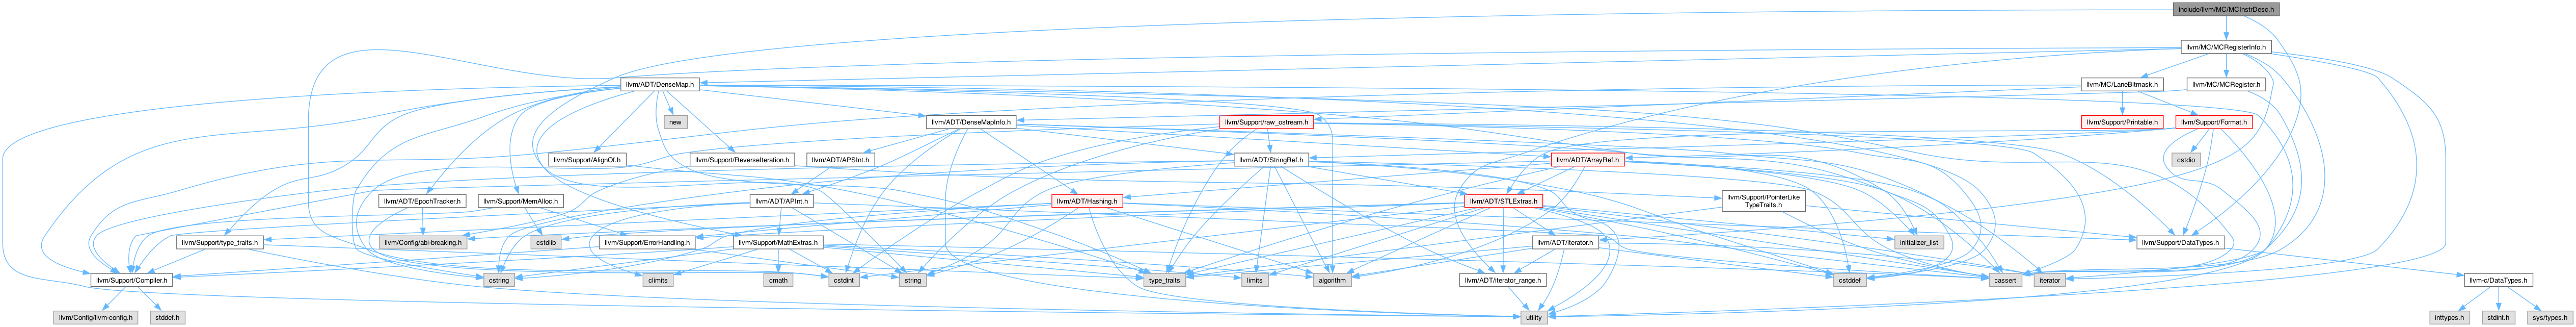 include/llvm/MC/MCInstrDesc.h
llvm/MC/MCRegisterInfo.h
llvm/ADT/DenseMap.h
llvm/MC/LaneBitmask.h
llvm/MC/MCRegister.h
new
llvm/ADT/DenseMapInfo.h
llvm/Support/raw_ostream.h
llvm/Support/Printable.h
llvm/Support/Format.h
llvm/Support/AlignOf.h
llvm/Support/ReverseIteration.h
llvm/ADT/APSInt.h
llvm/ADT/StringRef.h
llvm/ADT/ArrayRef.h
cstdio
llvm/ADT/EpochTracker.h
llvm/Support/MemAlloc.h
llvm/ADT/APInt.h
llvm/ADT/Hashing.h
llvm/ADT/STLExtras.h
llvm/Support/PointerLike
TypeTraits.h
llvm/Support/type_traits.h
llvm/Config/abi-breaking.h
cstdlib
llvm/Support/ErrorHandling.h
llvm/Support/MathExtras.h
llvm/ADT/iterator.h
initializer_list
llvm/Support/DataTypes.h
llvm/Support/Compiler.h
cstring
climits
cmath
cstdint
string
type_traits
limits
algorithm
llvm/ADT/iterator_range.h
cstddef
cassert
iterator
llvm-c/DataTypes.h
llvm/Config/llvm-config.h
stddef.h
utility
inttypes.h
stdint.h
sys/types.h